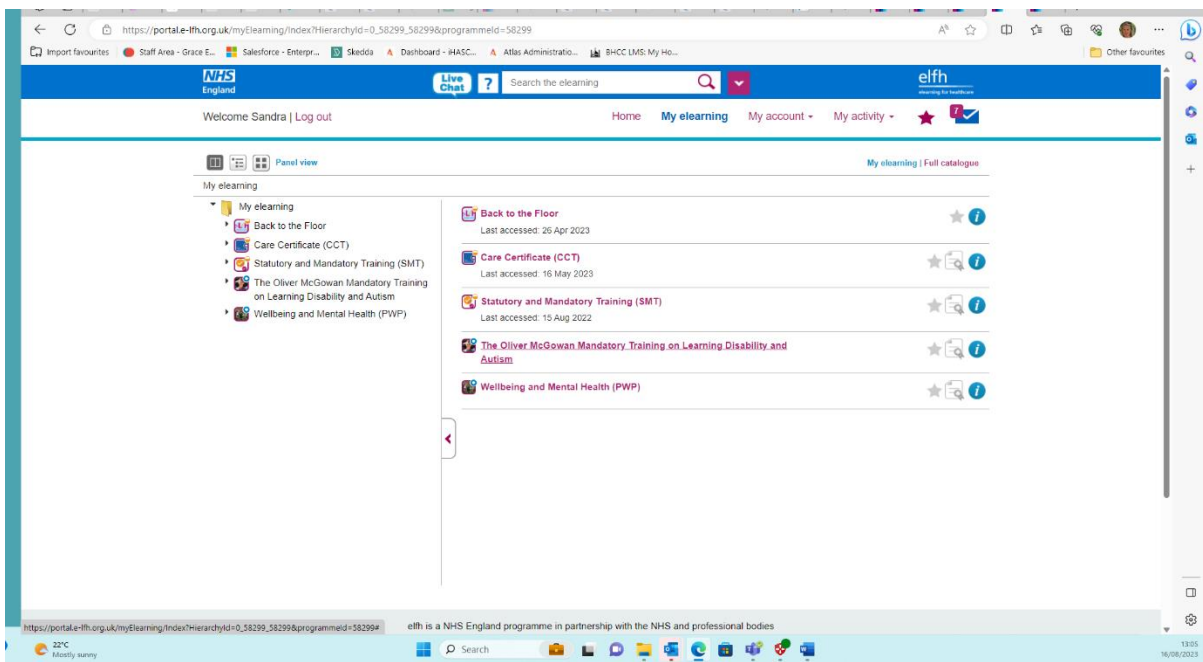 https://portal.e-lfh.org.uk/myElearning/Index?HierarchyId=0_58299_58299&programmeId=58299
Import favourites Staff Area - Grace E... Salesforce - Enterpr... Skedda Dashboard - iHASC... Atlas Administratio... BHCC LMS: My Ho... Other favourites
NHS
England
Live
Chat
?
Search the elearning
elfh
elearning for healthcare
Welcome Sandra | Log out
Home My elearning My account My activity
7
Panel view
My elearning | Full catalogue
My elearning
My elearning
Back to the Floor
Care Certificate (CCT)
Statutory and Mandatory Training (SMT)
The Oliver McGowan Mandatory Training
on Learning Disability and Autism
Wellbeing and Mental Health (PWP)
Back to the Floor
Last accessed: 26 Apr 2023
Care Certificate (CCT)
Last accessed: 16 May 2023
Statutory and Mandatory Training (SMT)
Last accessed: 15 Aug 2022
The Oliver McGowan Mandatory Training on Learning Disability and
Autism
Wellbeing and Mental Health (PWP)
https://portal.e-lfh.org.uk/myElearning/Index?HierarchyId=0_58299_58299&programmeId=58299#
elfh is a NHS England programme in partnership with the NHS and professional bodies
22°C
Mostly sunny
Search
13:05
16/08/2023